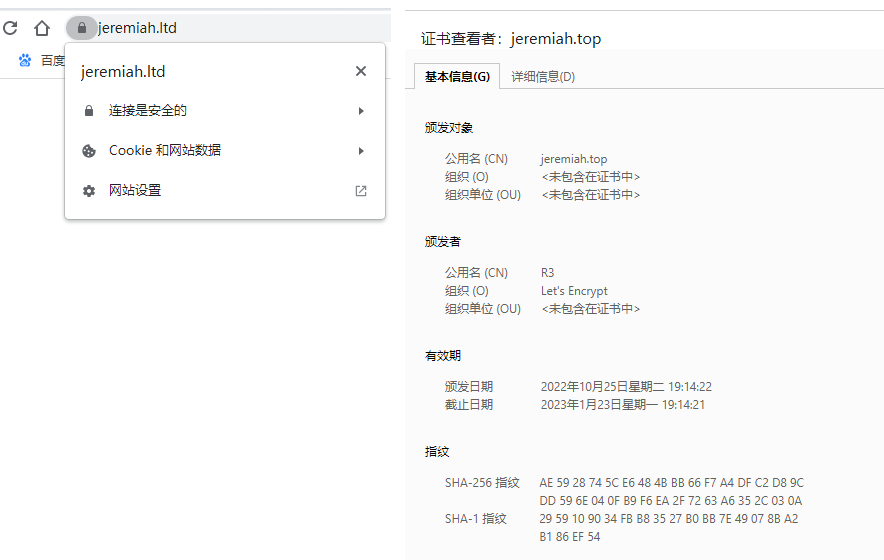 jeremiah.ltd
百度
jeremiah.ltd
连接是安全的
Cookie 和网站数据
网站设置
证书查看者：jeremiah.top
基本信息(G) 详细信息(D)
颁发对象
公用名 (CN) jeremiah.top
组织 (O) <未包含在证书中>
组织单位 (OU) <未包含在证书中>
颁发者
公用名 (CN) R3
组织 (O) Let's Encrypt
组织单位 (OU) <未包含在证书中>
有效期
颁发日期 2022年10月25日星期二 19:14:22
截止日期 2023年1月23日星期一 19:14:21
指纹
SHA-256 指纹 AE 59 28 74 5C E6 48 4B BB 66 F7 A4 DF C2 D8 9C
DD 59 6E 04 0F B9 F6 EA 2F 72 63 A6 35 2C 03 0A
SHA-1 指纹 29 59 10 90 34 FB B8 35 27 B0 BB 7E 49 07 8B A2
B1 86 EF 54